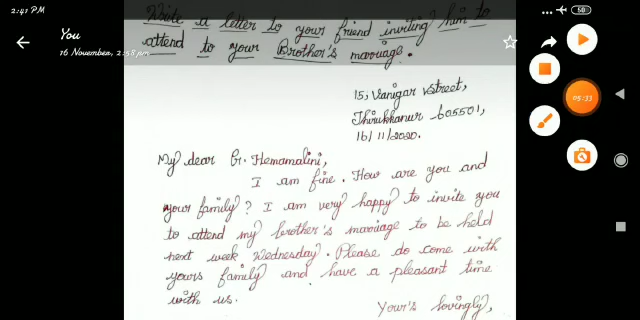 2:41 PM
50
You
16 November, 2:58 pm
Write a letter to your friend inviting him to
attend to your Brother's marriage.
05:33
15, Vanigar Street,
Thirukkanur 605501,
16/11/2020.
My dear G. Hemamalini,
I am fine. How are you and
your family? I am very happy to invite you
to attend my brother's marriage to be held
next week Wednesday. Please do come with
yours family and have a pleasant time
with us.
Your's lovingly,